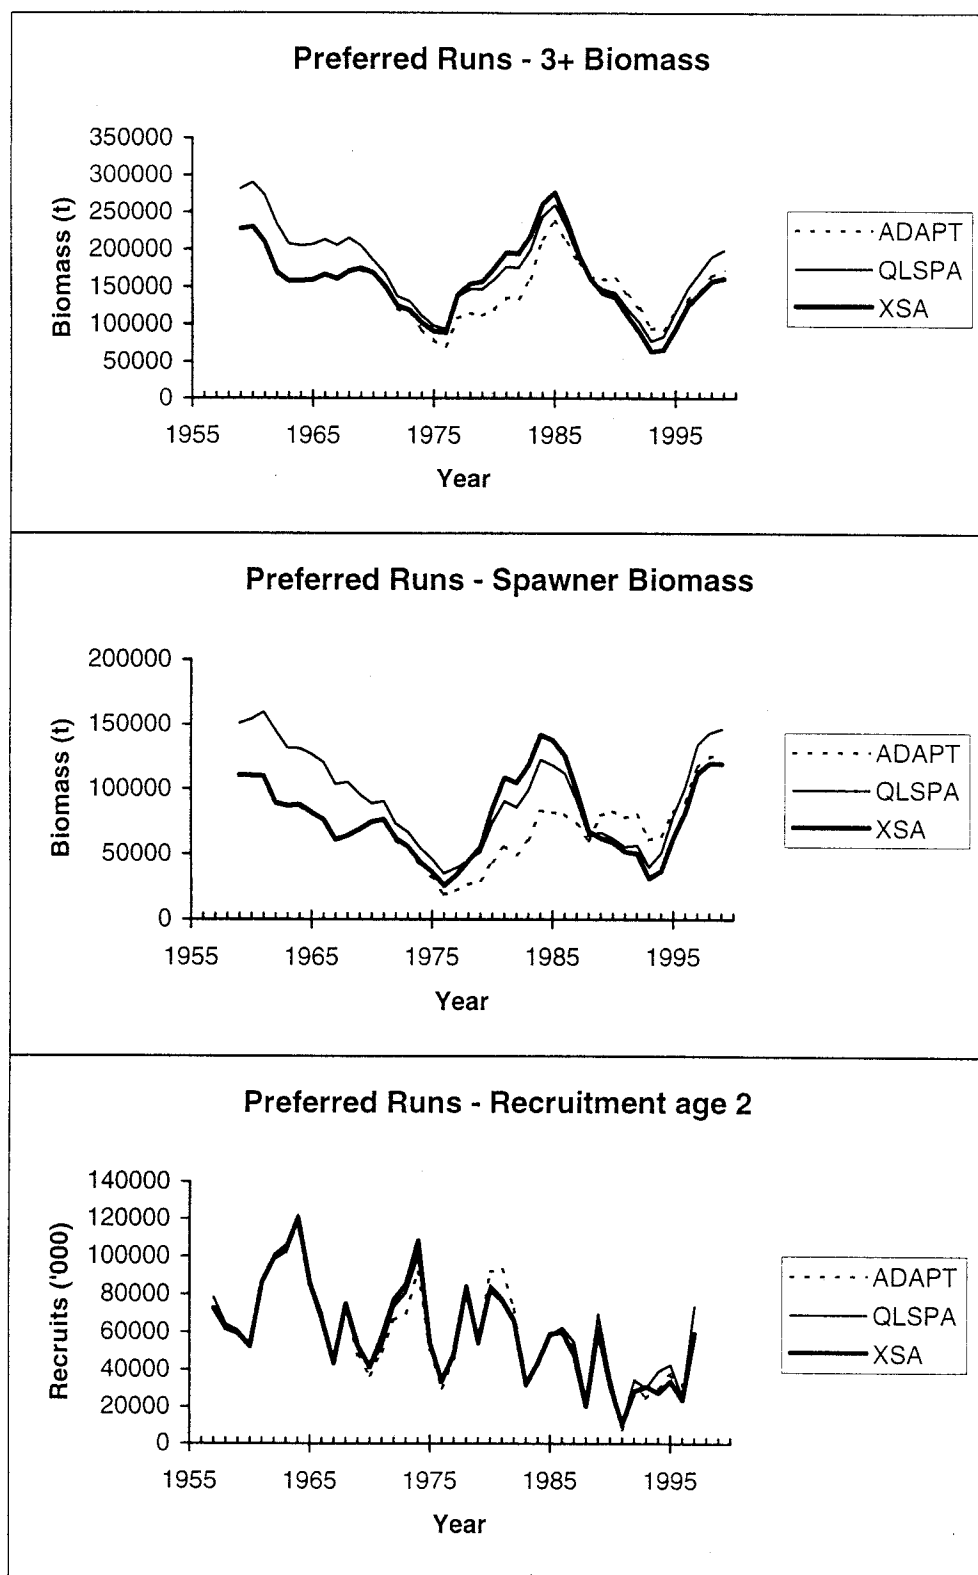 Preferred Runs - 3+ Biomass
350000
300000
250000
200000
150000
100000
50000
0
Biomass (t)
1955 1965 1975 1985 1995
Year
ADAPT
QLSPA
XSA
Preferred Runs - Spawner Biomass
200000
150000
100000
50000
0
Biomass (t)
1955 1965 1975 1985 1995
Year
ADAPT
QLSPA
XSA
Preferred Runs - Recruitment age 2
140000
120000
100000
80000
60000
40000
20000
0
Recruits ('000)
1955 1965 1975 1985 1995
Year
ADAPT
QLSPA
XSA